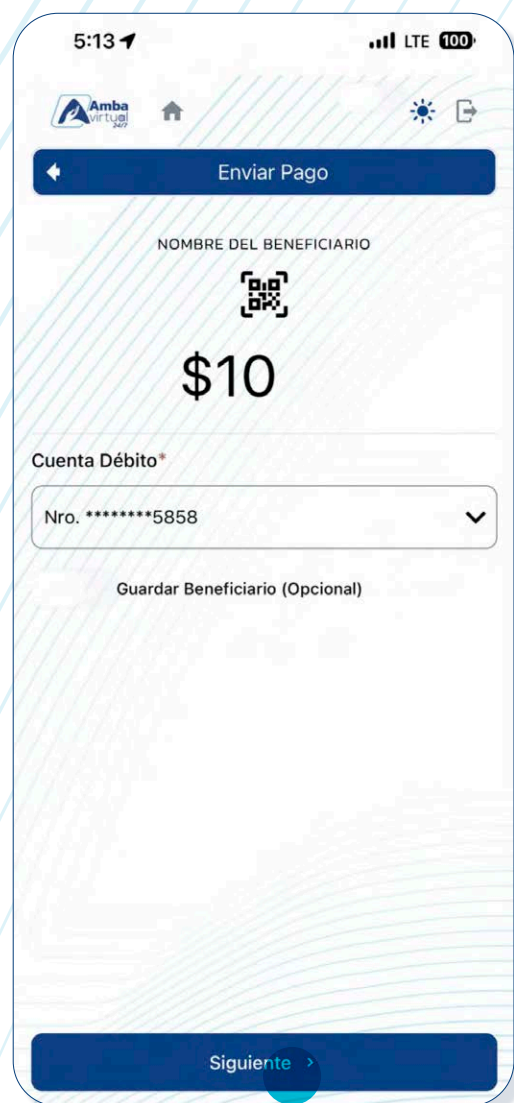 5:13
LTE 100
Amba
virtual
24/7
Enviar Pago
NOMBRE DEL BENEFICIARIO
$10
Cuenta Débito*
Nro. ********5858
Guardar Beneficiario (Opcional)
Siguiente >